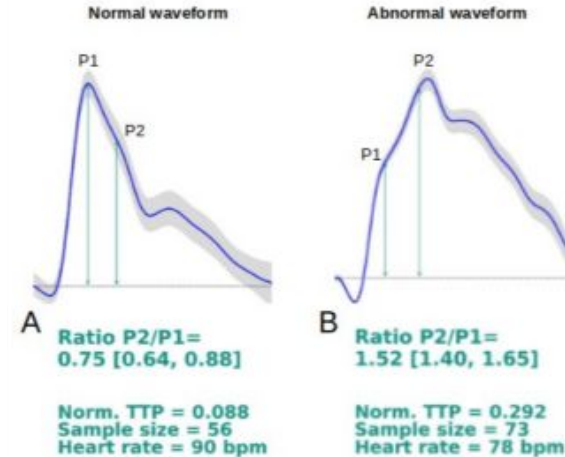 Normal waveform
P1
P2
A
Ratio P2/P1=
0.75 [0.64, 0.88]
Norm. TTP = 0.088
Sample size = 56
Heart rate = 90 bpm
Abnormal waveform
P2
P1
B
Ratio P2/P1=
1.52 [1.40, 1.65]
Norm. TTP = 0.292
Sample size = 73
Heart rate = 78 bpm